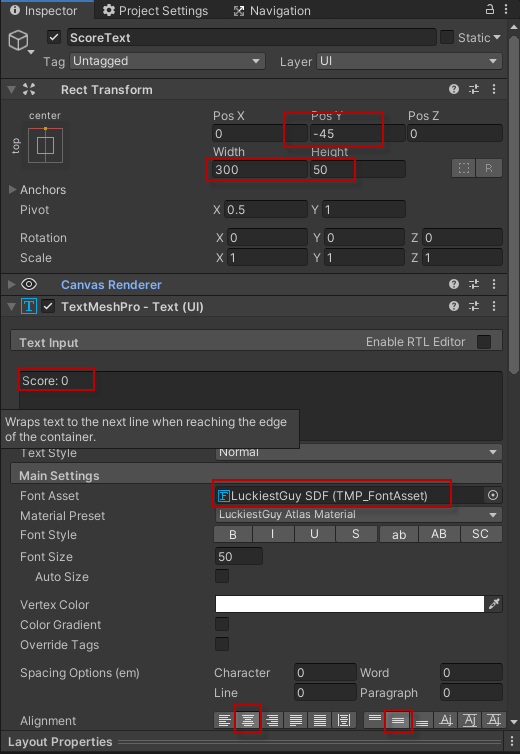 Inspector Project Settings Navigation
ScoreText Static
Tag Untagged Layer UI
Rect Transform
center
top
Pos X Pos Y Pos Z
0 -45 0
Width Height
300 50
R
Anchors
Pivot X 0.5 Y 1
Rotation X 0 Y 0 Z 0
Scale X 1 Y 1 Z 1
Canvas Renderer
TextMeshPro - Text (UI)
Text Input Enable RTL Editor
Score: 0
Wraps text to the next line when reaching the edge
of the container.
Text Style Normal
Main Settings
Font Asset LuckiestGuy SDF (TMP_FontAsset)
Material Preset LuckiestGuy Atlas Material
Font Style B I U S ab AB SC
Font Size 50
Auto Size
Vertex Color
Color Gradient
Override Tags
Spacing Options (em) Character 0 Word 0
Line 0 Paragraph 0
Alignment
Layout Properties